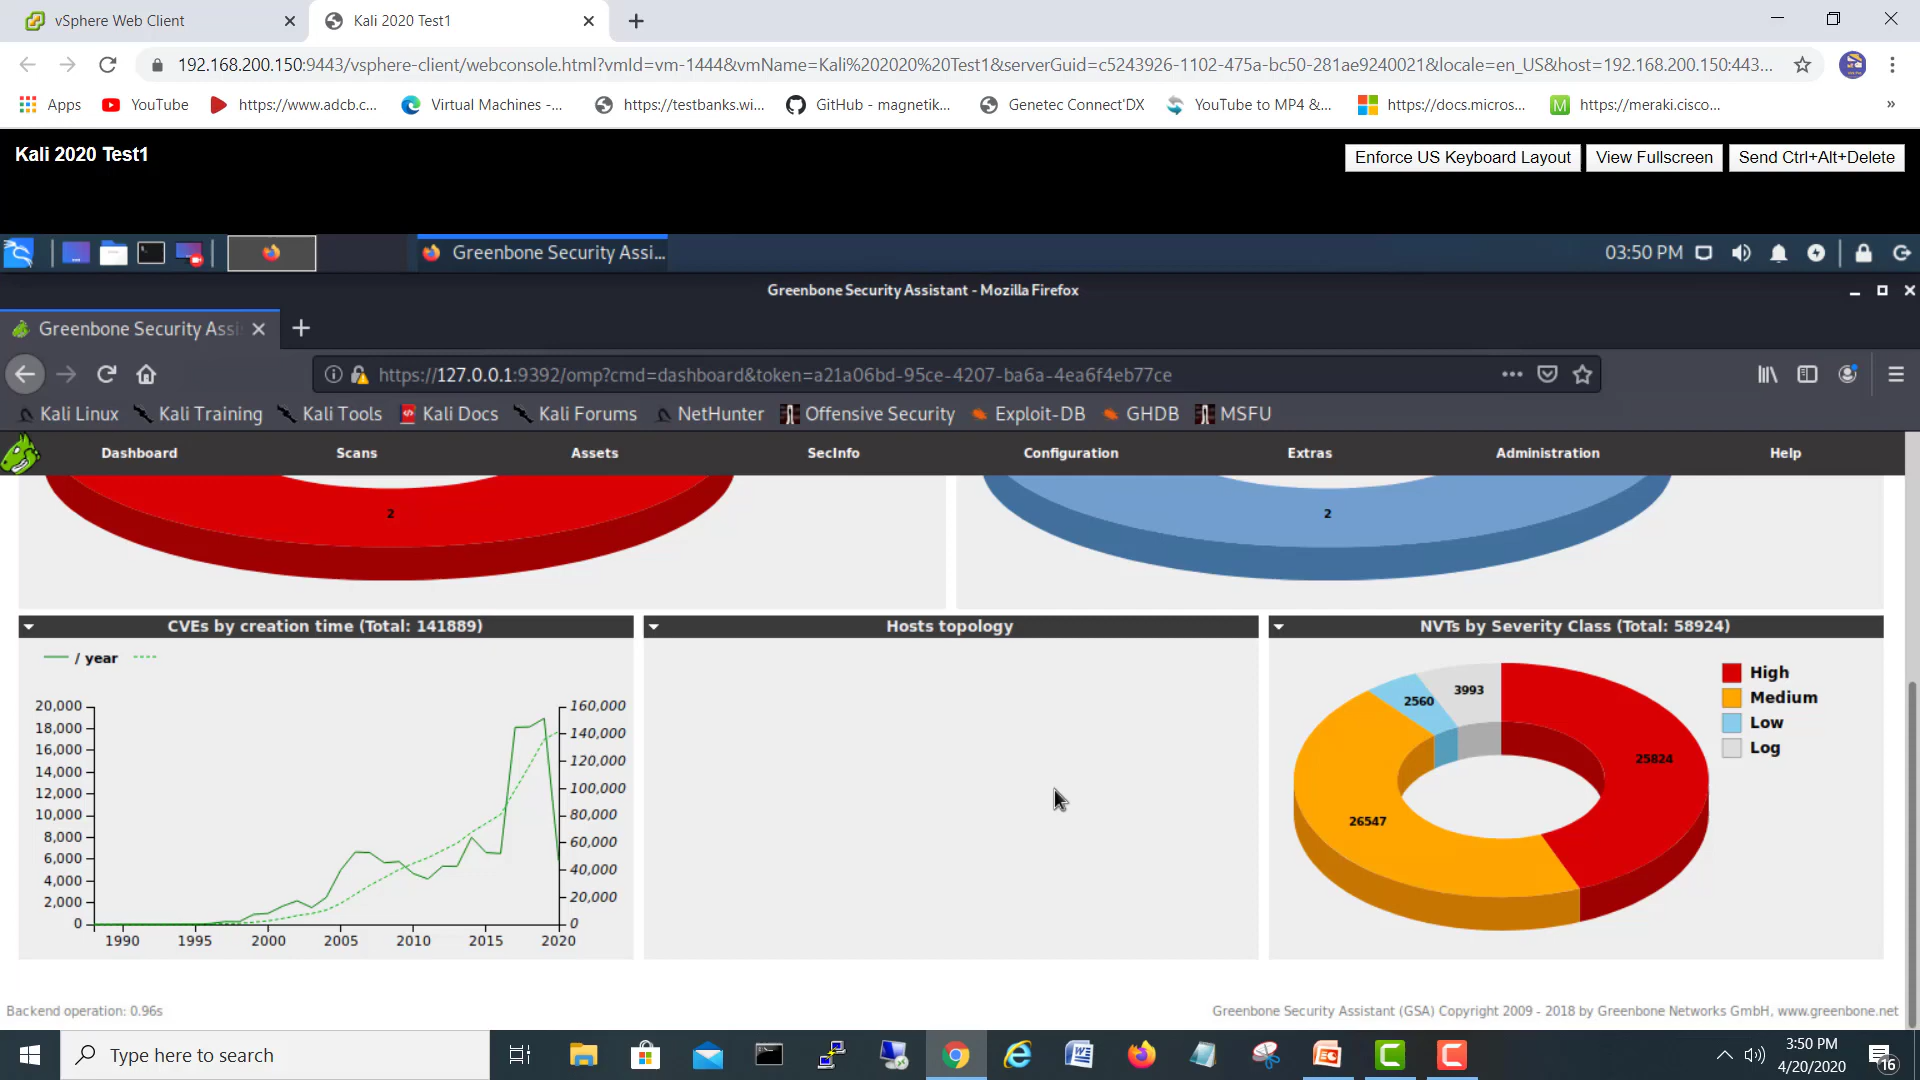 vSphere Web Client
Kali 2020 Test1
192.168.200.150:9443/vsphere-client/webconsole.html?vmId=vm-1444&vmName=Kali%202020%20Test1&serverGuid=c5243926-1102-475a-bc50-281ae9240021&locale=en_US&host=192.168.200.150:443...
Apps YouTube https://www.adcb.c... Virtual Machines -... https://testbanks.wi... GitHub - magnetik... Genetec Connect'DX YouTube to MP4 &... https://docs.micros... M https://meraki.cisco... »
Kali 2020 Test1
Enforce US Keyboard Layout View Fullscreen Send Ctrl+Alt+Delete
Greenbone Security Assi... 03:50 PM
Greenbone Security Assistant - Mozilla Firefox
Greenbone Security Assi
https://127.0.0.1:9392/omp?cmd=dashboard&token=a21a06bd-95ce-4207-ba6a-4ea6f4eb77ce
Kali Linux Kali Training Kali Tools Kali Docs Kali Forums NetHunter Offensive Security Exploit-DB GHDB MSFU
Dashboard Scans Assets SecInfo Configuration Extras Administration Help
2 2
CVEs by creation time (Total: 141889)
/ year
20,000
18,000
16,000
14,000
12,000
10,000
8,000
6,000
4,000
2,000
0
160,000
140,000
120,000
100,000
80,000
60,000
40,000
20,000
0
1990 1995 2000 2005 2010 2015 2020
Hosts topology
NVTs by Severity Class (Total: 58924)
High
Medium
Low
Log
3993
2560
25824
26547
Backend operation: 0.96s
Greenbone Security Assistant (GSA) Copyright 2009 - 2018 by Greenbone Networks GmbH, www.greenbone.net
Type here to search
3:50 PM
4/20/2020
16